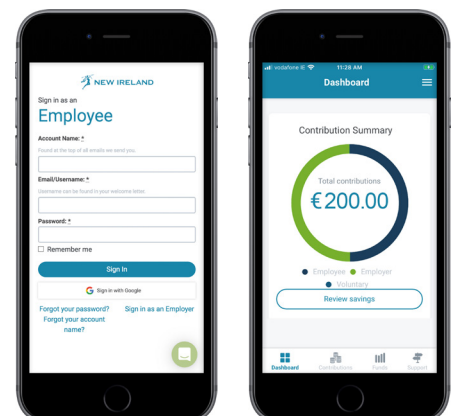 NEW IRELAND
Sign in as an
Employee
Account Name: *
Found at the top of all emails we send you.
Email/Username: *
Username can be found in your welcome letter.
Password: *
Remember me
Sign In
Sign in with Google
Forgot your password?
Sign in as an Employer
Forgot your account
name?
vodafone IE
11:28 AM
Dashboard
Contribution Summary
Total contributions
€200.00
Employee
Employer
Voluntary
Review savings
Dashboard
Contributions
Funds
Support